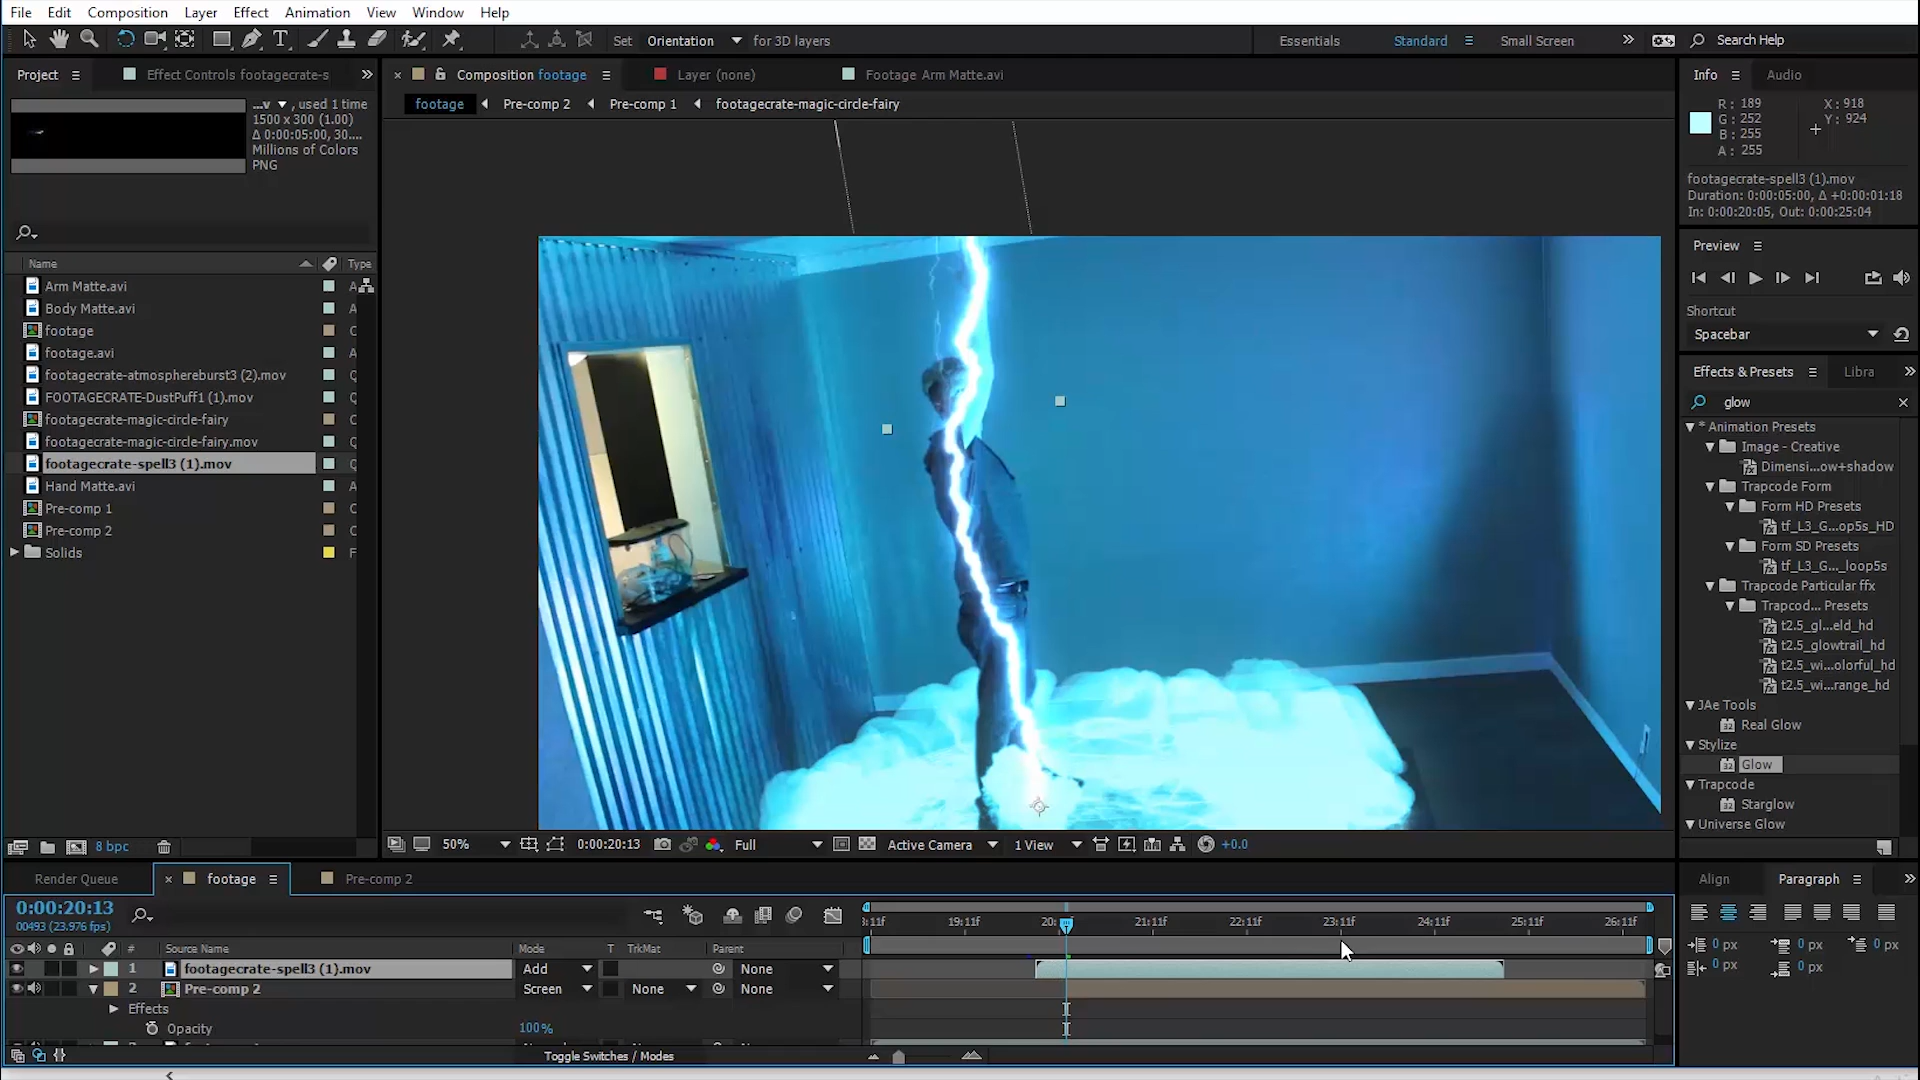 File Edit Composition Layer Effect Animation View Window Help
Set Orientation for 3D layers Essentials Standard Small Screen Search Help
Project Effect Controls footagecrate-s
Composition footage Layer (none) Footage Arm Matte.avi
footage Pre-comp 2 Pre-comp 1 footagecrate-magic-circle-fairy
...v , used 1 time
1500 x 300 (1.00)
Δ 0:00:05:00, 30....
Millions of Colors
PNG
Name Type
Arm Matte.avi A
Body Matte.avi A
footage C
footage.avi A
footagecrate-atmosphereburst3 (2).mov Q
FOOTAGECRATE-DustPuff1 (1).mov Q
footagecrate-magic-circle-fairy C
footagecrate-magic-circle-fairy.mov Q
footagecrate-spell3 (1).mov Q
Hand Matte.avi A
Pre-comp 1 C
Pre-comp 2 C
Solids F
8 bpc
50% 0:00:20:13 Full Active Camera 1 View +0.0
Info Audio
R: 189 X: 918
G: 252 Y: 924
B: 255
A: 255
footagecrate-spell3 (1).mov
Duration: 0:00:05:00, Δ +0:00:01:18
In: 0:00:20:05, Out: 0:00:25:04
Preview
Shortcut
Spacebar
Effects & Presets Libra
glow
* Animation Presets
Image - Creative
Dimensi...ow+shadow
Trapcode Form
Form HD Presets
tf_L3_G...op5s_HD
Form SD Presets
tf_L3_G..._loop5s
Trapcode Particular ffx
Trapcod... Presets
t2.5_gl...eld_hd
t2.5_glowtrail_hd
t2.5_wi...olorful_hd
t2.5_wi...range_hd
JAe Tools
32 Real Glow
Stylize
32 Glow
Trapcode
32 Starglow
Universe Glow
Render Queue footage Pre-comp 2
0:00:20:13
00493 (23.976 fps)
# Source Name Mode T TrkMat Parent
:11f 19:11f 20: 21:11f 22:11f 23:11f 24:11f 25:11f 26:11f
1 footagecrate-spell3 (1).mov Add None
2 Pre-comp 2 Screen None None
Effects
Opacity 100%
Toggle Switches / Modes
Align Paragraph
0 px 0 px 0 px
0 px 0 px